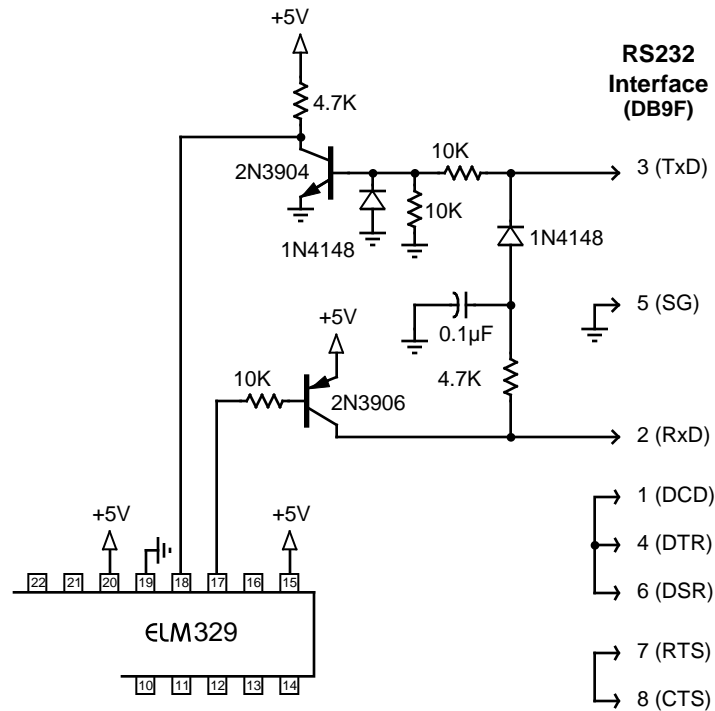 +5V
4.7K
RS232
Interface
(DB9F)
2N3904
10K
3 (TxD)
10K
1N4148
1N4148
5 (SG)
+5V
0.1µF
10K
4.7K
2N3906
2 (RxD)
1 (DCD)
+5V
+5V
4 (DTR)
22 21 20 19 18 17 16 15
6 (DSR)
ELM329
7 (RTS)
10 11 12 13 14
8 (CTS)